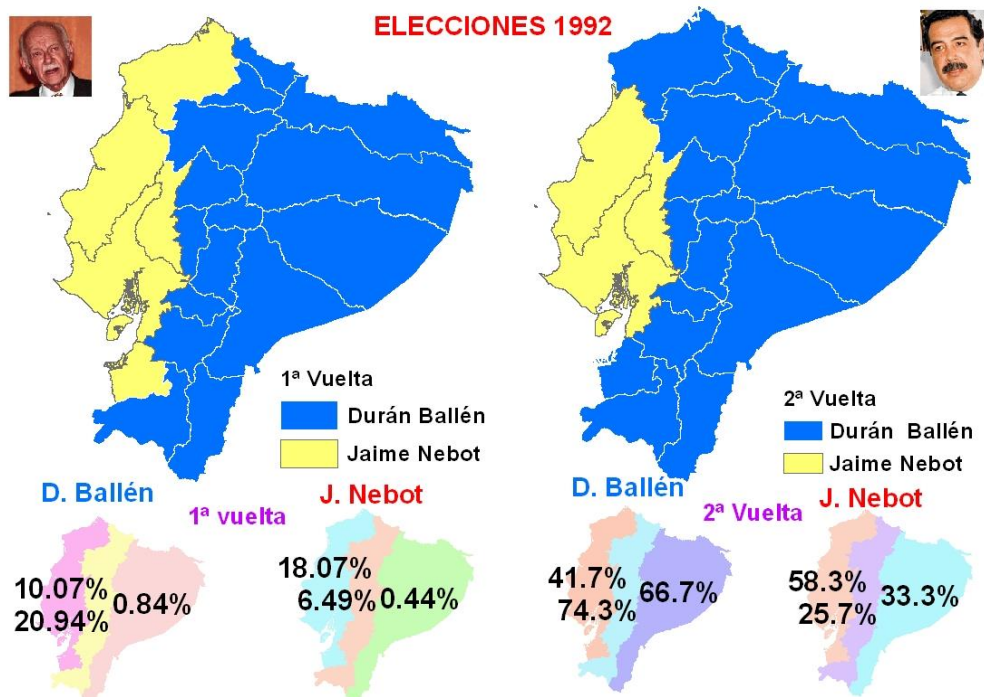 ELECCIONES 1992
1ª Vuelta
Durán Ballén
Jaime Nebot
2ª Vuelta
Durán Ballén
Jaime Nebot
D. Ballén
1ª vuelta
J. Nebot
10.07%
20.94%
0.84%
18.07%
6.49%
0.44%
D. Ballén
2ª Vuelta
J. Nebot
41.7%
74.3%
66.7%
58.3%
25.7%
33.3%